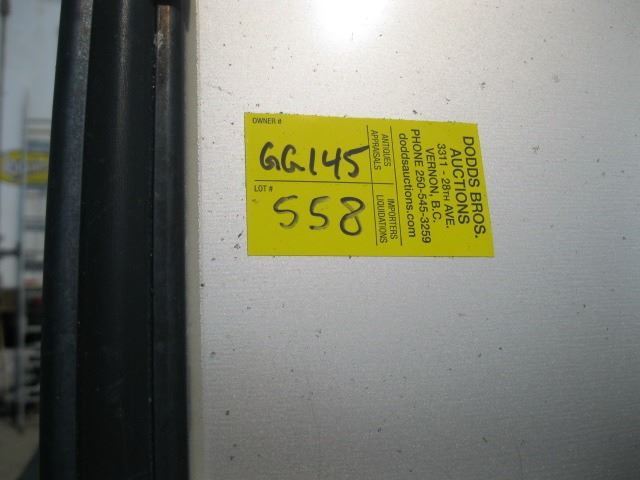 OWNER #
GG145
LOT #
558
ANTIQUES
APPRAISALS
IMPORTERS
LIQUIDATIONS
DODDS BROS.
AUCTIONS
3311 - 28TH AVE.
VERNON, B.C.
PHONE 250-545-3259
doddsauctions.com